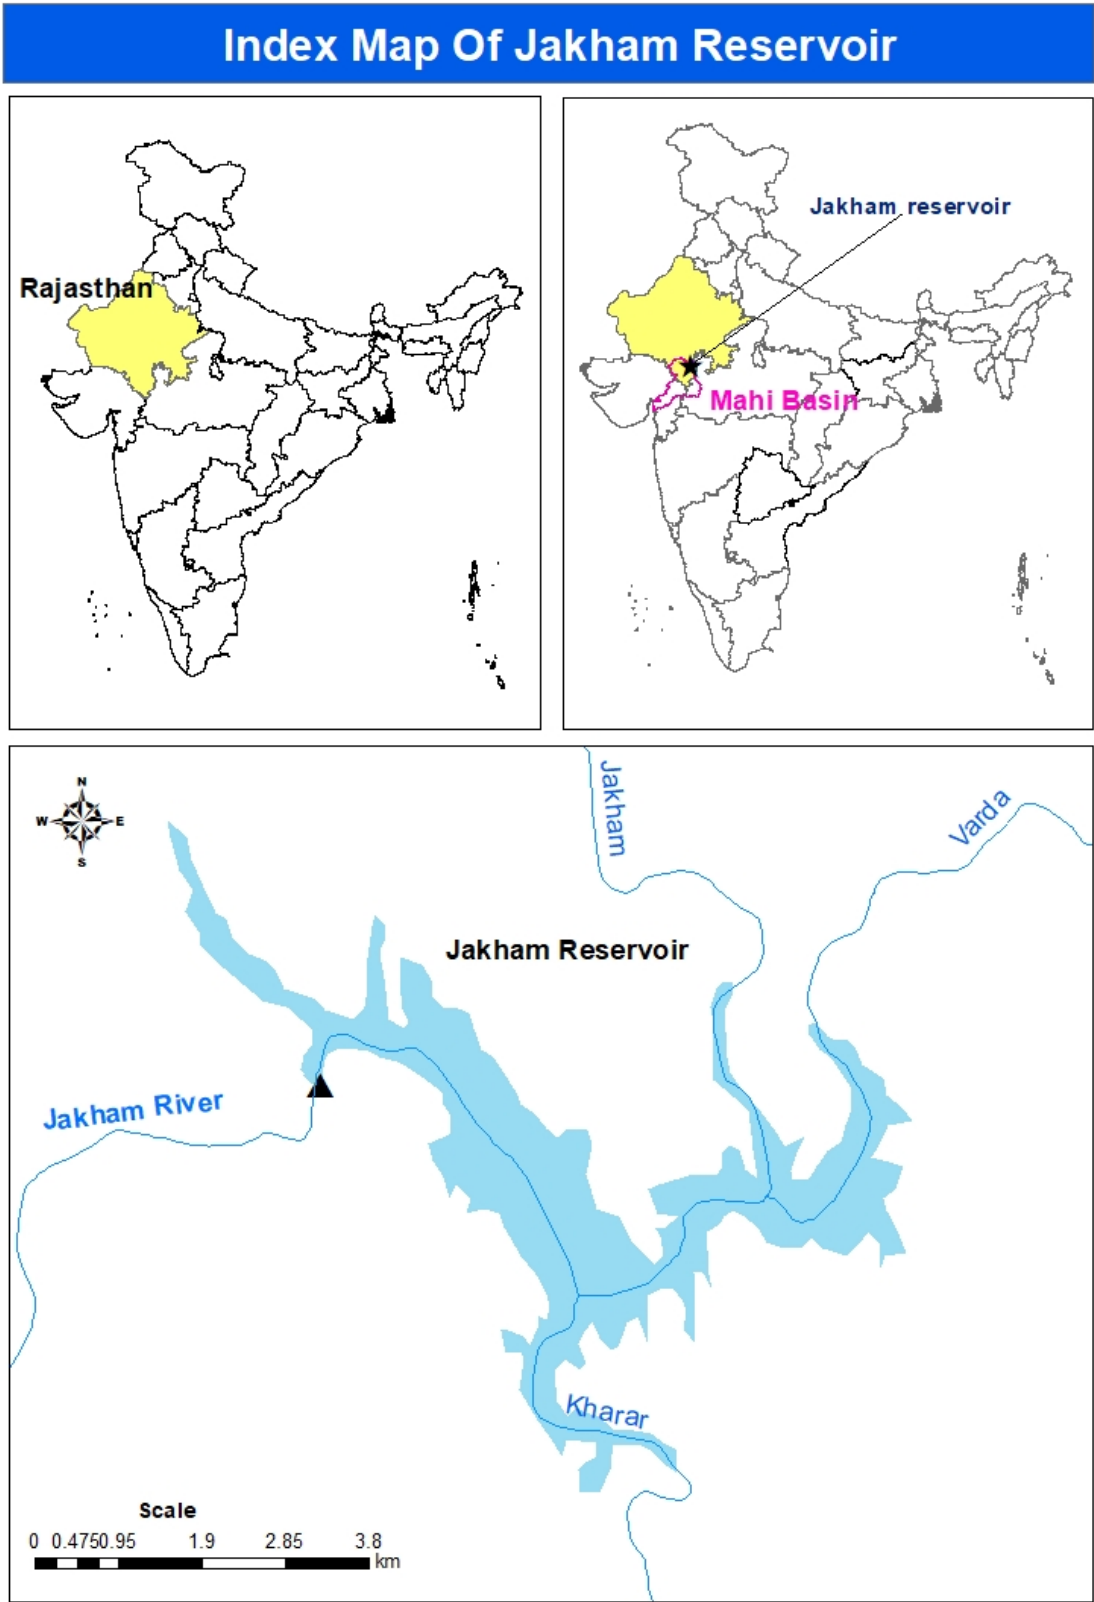 Index Map Of Jakham Reservoir
Rajasthan
Jakham reservoir
Mahi Basin
N
W E
S
Jakham
Varda
Jakham Reservoir
Jakham River
Kharar
Scale
0 0.4750.95 1.9 2.85 3.8
km